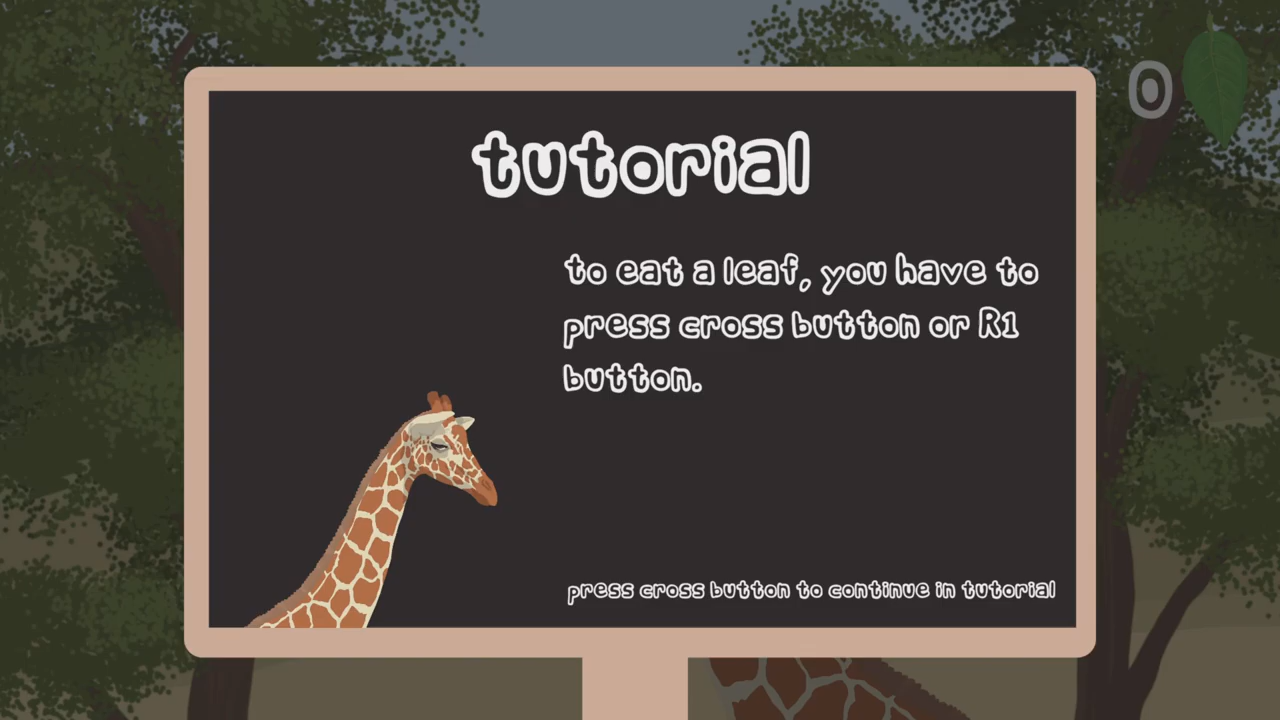 0
tutorial
to eat a leaf, you have to
press cross button or R1
button.
press cross button to continue in tutorial